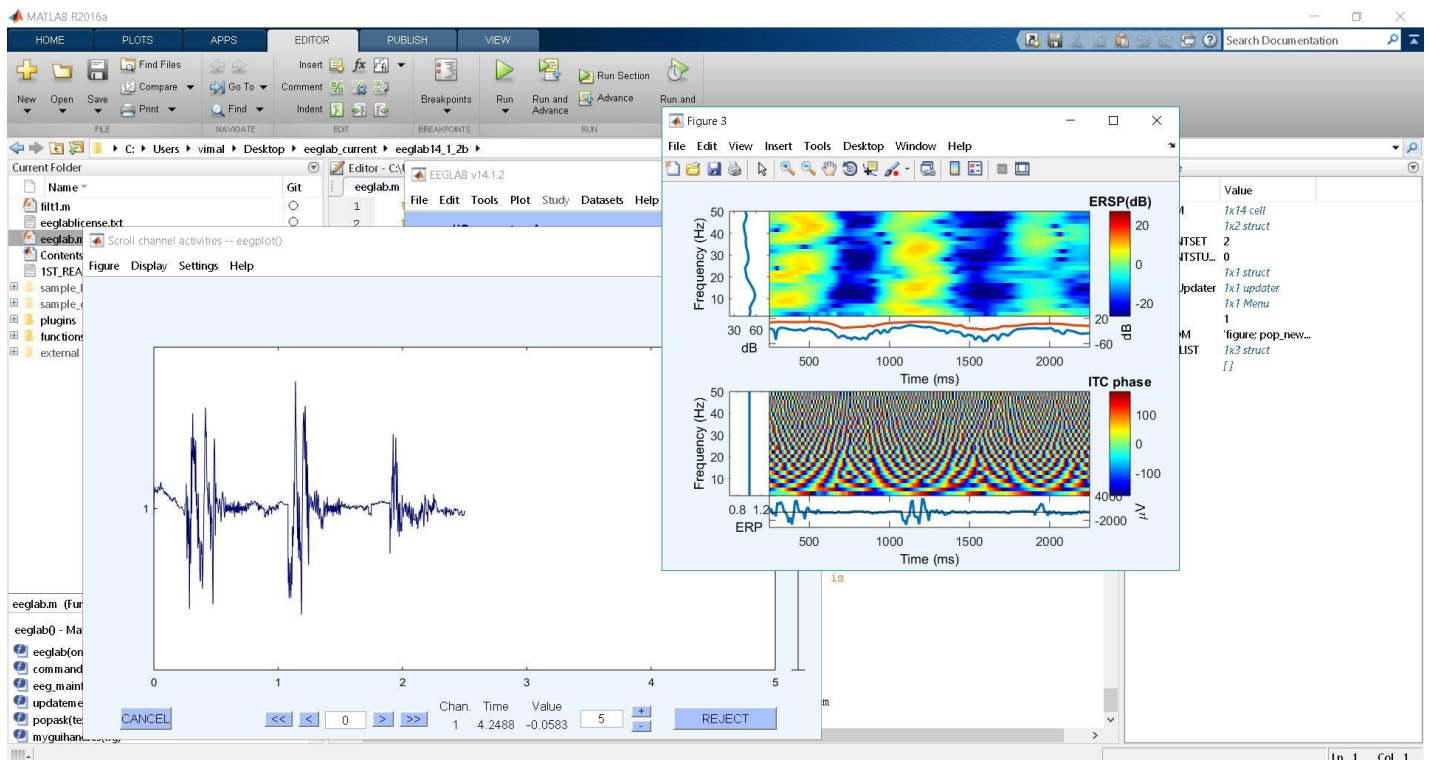 MATLAB R2016a
HOME PLOTS APPS EDITOR PUBLISH VIEW
Search Documentation
Find Files
Insert
fx
Compare
Go To
Comment
Run Section
New Open Save
Print
Find
Indent
Breakpoints
Run
Run and Advance
Advance
Run and
FILE NAVIGATE EDIT BREAKPOINTS RUN
C: Users vimal Desktop eeglab_current eeglab14_1_2b
Current Folder
Name Git
filt1.m
eeglablicense.txt
eeglab.m
Contents
1ST_REA
sample_l
sample_
plugins
functions
external
Editor - C:\
eeglab.m
1
2
EEGLAB v14.1.2
File Edit Tools Plot Study Datasets Help
Scroll channel activities -- eegplot()
Figure Display Settings Help
1
0 1 2 3 4 5
Chan. Time Value
CANCEL << < 0 > >> 1 4.2488 -0.0583 5 + - REJECT
Figure 3
File Edit View Insert Tools Desktop Window Help
ERSP(dB)
50
40
30
20
10
Frequency (Hz)
20
0
-20
30 60
dB
20
-60
dB
500 1000 1500 2000
Time (ms)
ITC phase
50
40
30
20
10
Frequency (Hz)
100
0
-100
0.8 1.2
ERP
4000
-2000
μV
500 1000 1500 2000
Time (ms)
Value
1x14 cell
1x2 struct
NTSET 2
NTSTU... 0
1x1 struct
Updater 1x1 updater
1x1 Menu
1
'figure; pop_new...
LIST 1x3 struct
[]
is
eeglab.m (Fur
eeglab() - Ma
eeglab(on
command
eeg_mainf
updateme
popask(te
Ln 1 Col 1